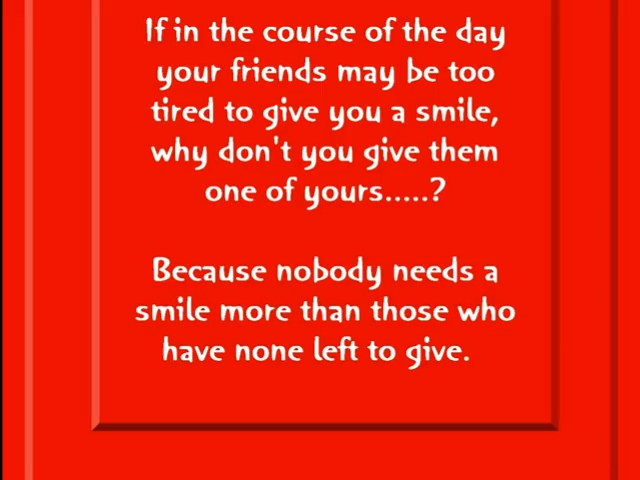 If in the course of the day
your friends may be too
tired to give you a smile,
why don't you give them
one of yours.....?
Because nobody needs a
smile more than those who
have none left to give.